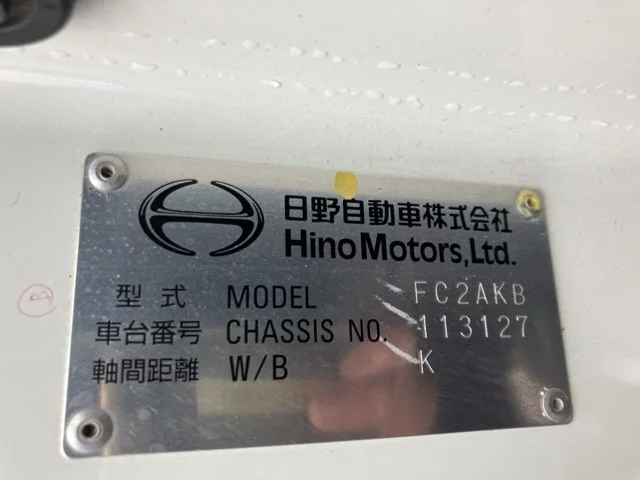 日野自動車株式会社
Hino Motors, Ltd.
型式 MODEL FC2AKB
車台番号 CHASSIS NO. 113127
軸間距離 W/B K